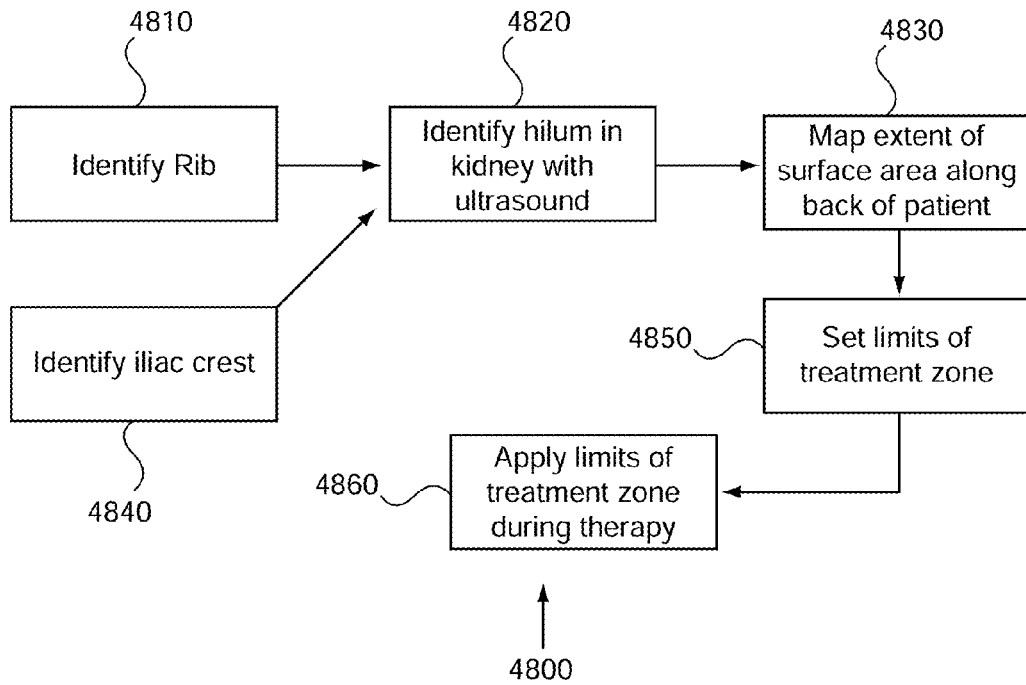 4810
4820
4830
Identify Rib
Identify hilum in
kidney with
ultrasound
Map extent of
surface area along
back of patient
Identify iliac crest
4840
4850
Set limits of
treatment zone
4860
Apply limits of
treatment zone
during therapy
4800